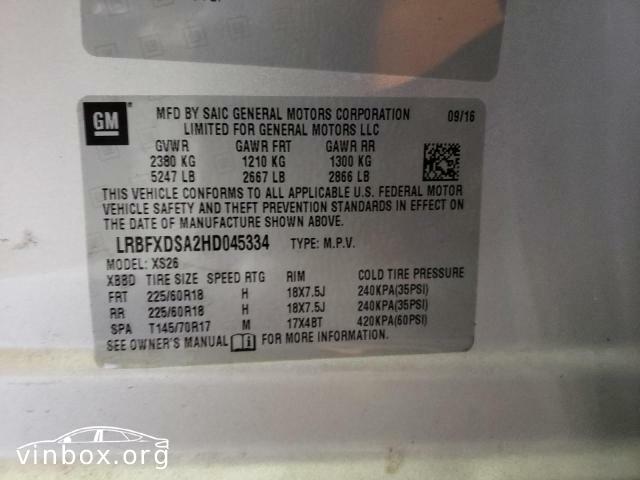 GM
MFD BY SAIC GENERAL MOTORS CORPORATION 09/16
LIMITED FOR GENERAL MOTORS LLC
GVWR GAWR FRT GAWR RR
2380 KG 1210 KG 1300 KG
5247 LB 2667 LB 2866 LB
THIS VEHICLE CONFORMS TO ALL APPLICABLE U.S. FEDERAL MOTOR
VEHICLE SAFETY AND THEFT PREVENTION STANDARDS IN EFFECT ON
THE DATE OF MANUFACTURE SHOWN ABOVE.
LRBFXDSA2HD045334 TYPE: M.P.V.
MODEL: XS26
XBBD TIRE SIZE SPEED RTG RIM COLD TIRE PRESSURE
FRT 225/60R18 H 18X7.5J 240KPA(35PSI)
RR 225/60R18 H 18X7.5J 240KPA(35PSI)
SPA T145/70R17 M 17X4BT 420KPA(60PSI)
SEE OWNER'S MANUAL FOR MORE INFORMATION.
vinbox.org